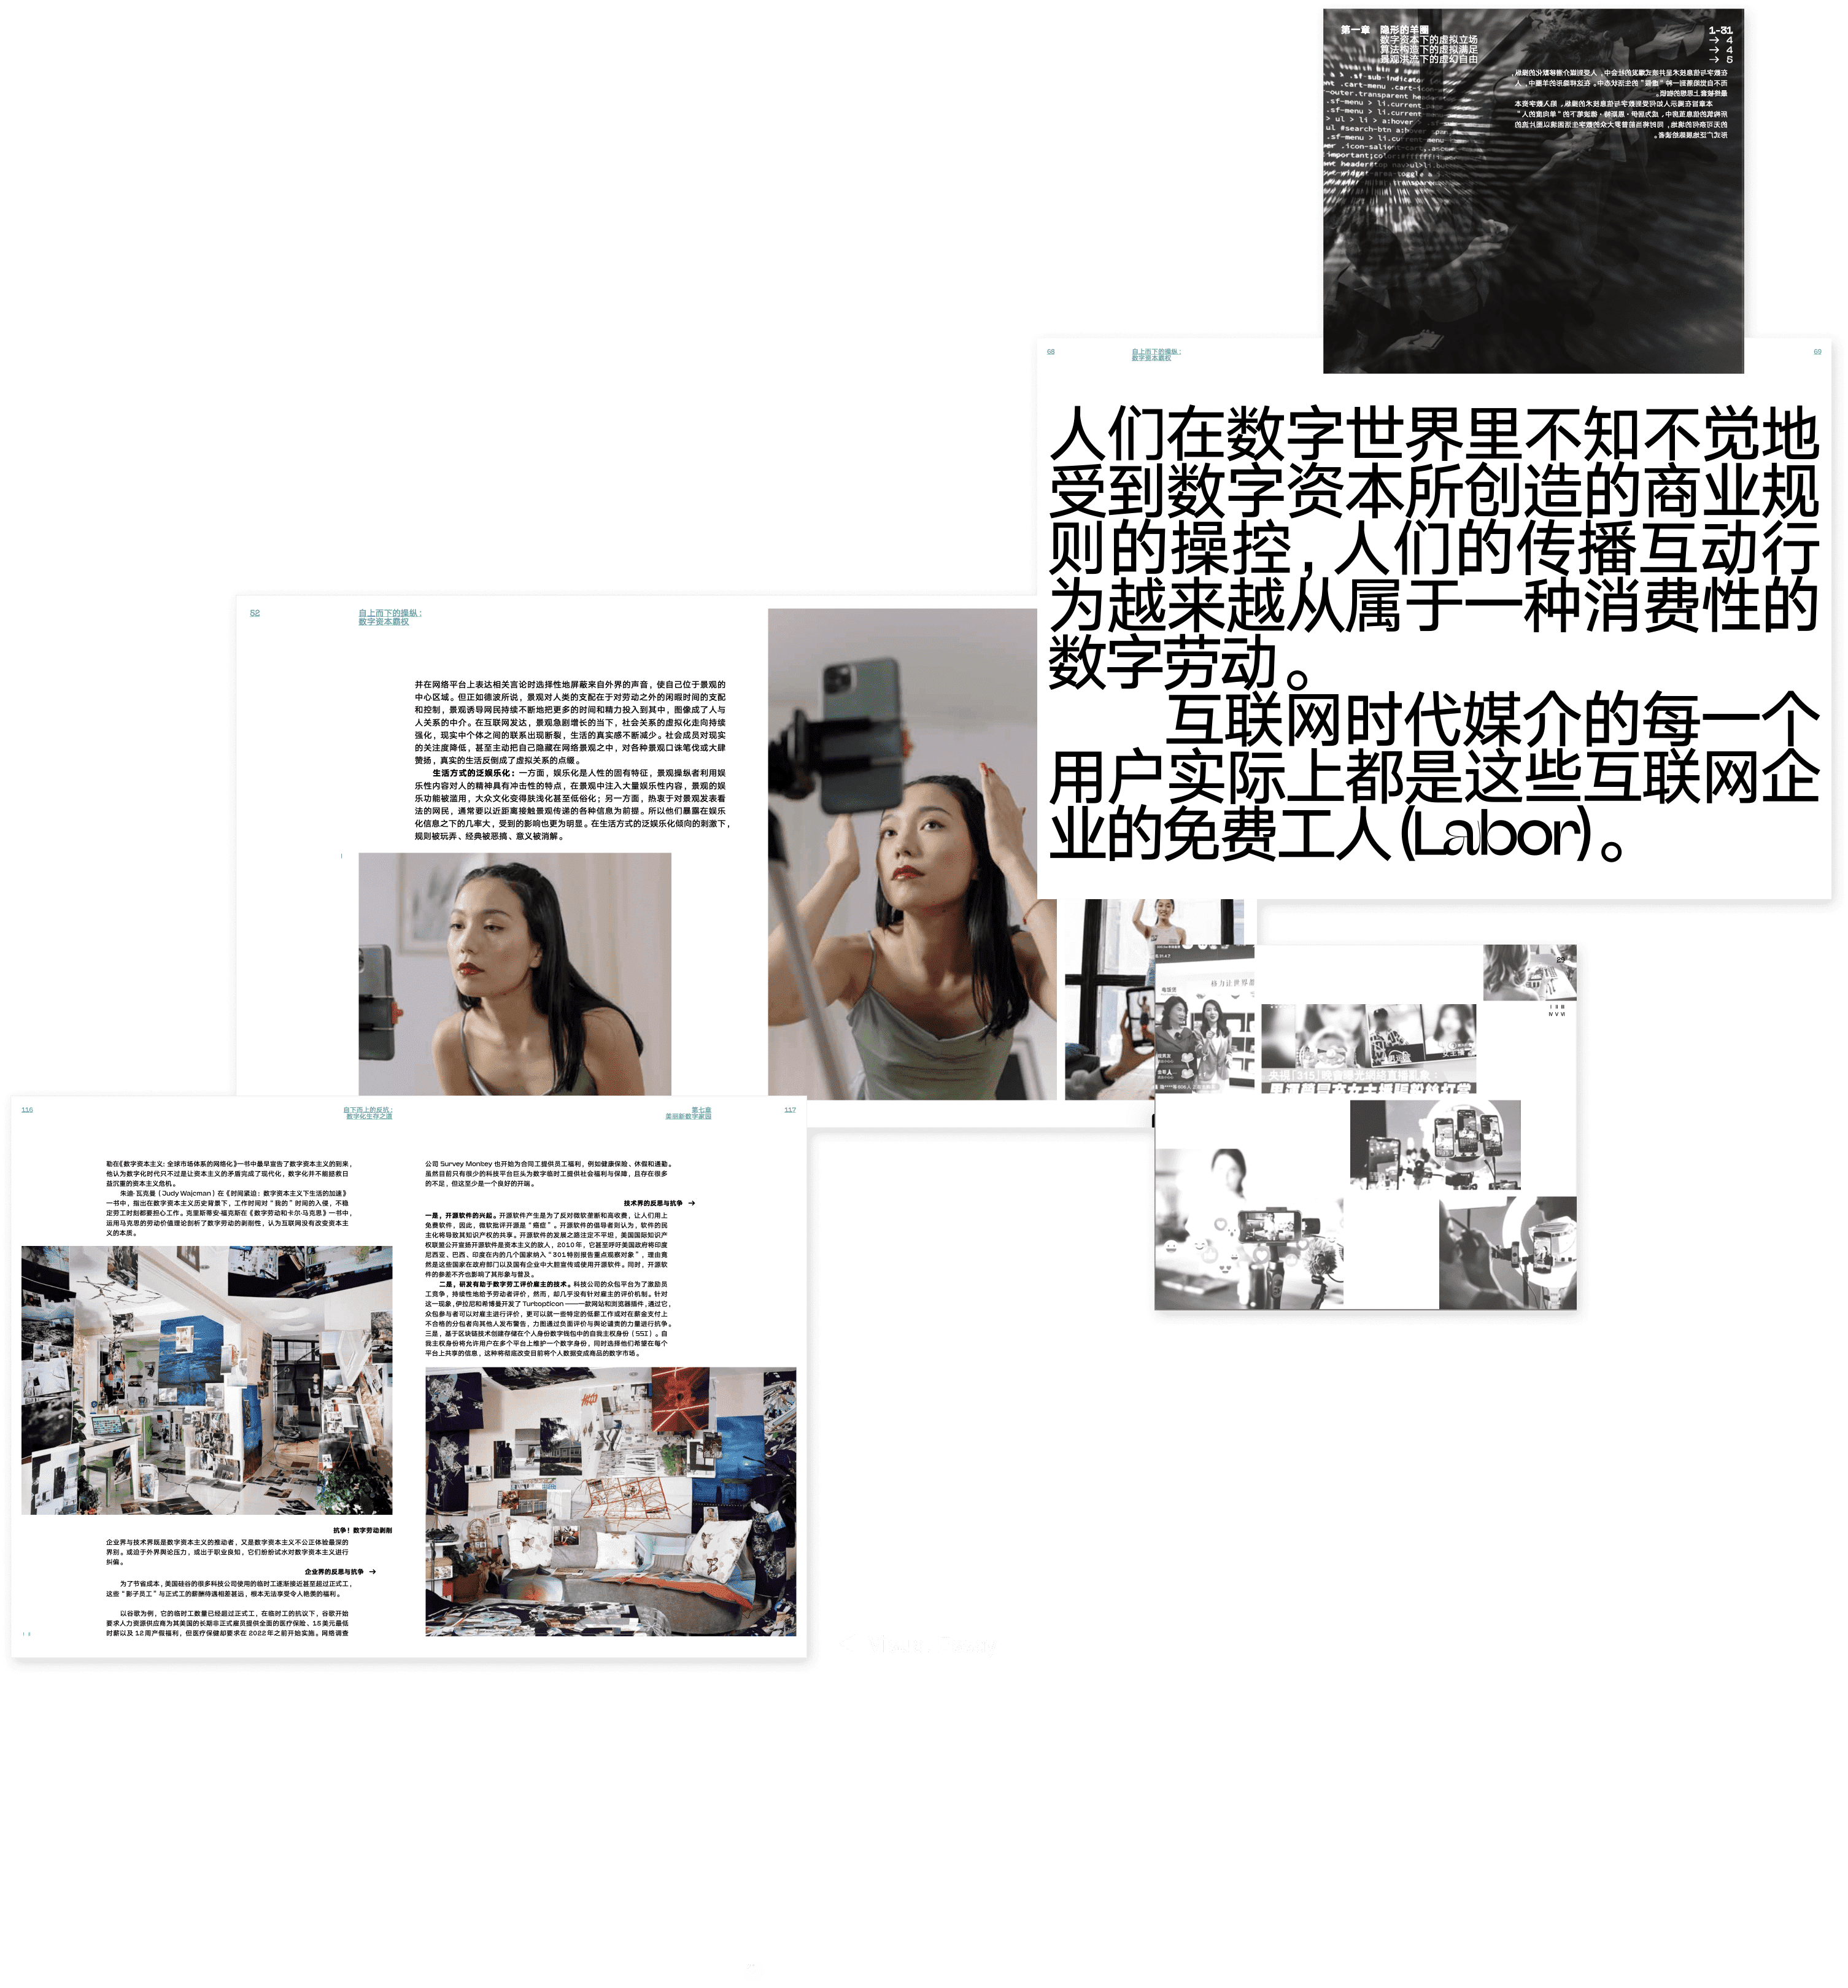 第一章 隐形的羊圈
数字资本下的虚拟立场
算法构造下的虚拟满足
景观洪流下的虚幻自由
1-31
→ 4
→ 4
→ 5
68
自上而下的操纵:
数字资本霸权
69
人们在数字世界里不知不觉地
受到数字资本所创造的商业规
则的操控，人们的传播互动行
为越来越从属于一种消费性的
数字劳动。
互联网时代媒介的每一个
用户实际上都是这些互联网企
业的免费工人(Labor)。
52
自上而下的操纵:
数字资本霸权
并在网络平台上表达相关言论时选择性地屏蔽来自外界的声音，使自己位于景观的
中心区域。但正如德波所说，景观对人类的支配在于对劳动之外的闲暇时间的支配
和控制，景观诱导网民持续不断地把更多的时间和精力投入到其中，图像成了人与
人关系的中介。在互联网发达，景观急剧增长的当下，社会关系的虚拟化走向持续
强化，现实中个体之间的联系出现断裂，生活的真实感不断减少。社会成员对现实
的关注度降低，甚至主动把自己隐藏在网络景观之中，对各种景观口诛笔伐或大肆
赞扬，真实的生活反倒成了虚拟关系的点缀。
生活方式的泛娱乐化：一方面，娱乐化是人性的固有特征，景观操纵者利用娱
乐性内容对人的精神具有冲击性的特点，在景观中注入大量娱乐性内容，景观的娱
乐功能被滥用，大众文化变得肤浅化甚至低俗化；另一方面，热衷于对景观发表看
法的网民，通常要以近距离接触景观传递的各种信息为前提。所以他们暴露在娱乐
化信息之下的几率大，受到的影响也更为明显。在生活方式的泛娱乐化倾向的刺激下，
规则被玩弄、经典被恶搞、意义被消解。
29
I II III
IV V VI
116
自下而上的反抗:
数字化生存之道
第七章
美丽新数字家园
117
勒在《数字资本主义: 全球市场体系的网络化》一书中最早宣告了数字资本主义的到来，
他认为数字化时代只不过是让资本主义的矛盾完成了现代化，数字化并不能拯救日
益沉重的资本主义危机。
朱迪·瓦克曼（Judy Wajcman）在《时间紧迫：数字资本主义下生活的加速》
一书中，指出在数字资本主义历史背景下，工作时间对“我的”时间的入侵，不稳
定劳工时刻都要担心工作。克里斯蒂安·福克斯在《数字劳动和卡尔·马克思》一书中，
运用马克思的劳动价值理论剖析了数字劳动的剥削性，认为互联网没有改变资本主
义的本质。
抗争！数字劳动剥削
企业界与技术界既是数字资本主义的推动者，又是数字资本主义不公正体验最深的
界别。或迫于外界舆论压力，或出于职业良知，它们纷纷试水对数字资本主义进行
纠偏。
企业界的反思与抗争 →
为了节省成本，美国硅谷的很多科技公司使用的临时工逐渐接近甚至超过正式工，
这些“影子员工”与正式工的薪酬待遇相差甚远，根本无法享受令人艳羡的福利。
以谷歌为例，它的临时工数量已经超过正式工，在临时工的抗议下，谷歌开始
要求人力资源供应商为其美国的长期非正式雇员提供全面的医疗保险、15 美元最低
时薪以及 12 周产假福利，但医疗保健却要求在 2022 年之前开始实施。网络调查
公司 Survey Monkey 也开始为合同工提供员工福利，例如健康保险、休假和通勤。
虽然目前只有很少的科技平台巨头为数字临时工提供社会福利与保障，且存在很多
的不足，但这至少是一个良好的开端。
技术界的反思与抗争 →
一是，开源软件的兴起。开源软件产生是为了反对微软垄断和高收费，让人们用上
免费软件，因此，微软批评开源是“癌症”。开源软件的倡导者则认为，软件的民
主化将导致其知识产权的共享。开源软件的发展之路注定不平坦，美国国际知识产
权联盟公开宣扬开源软件是资本主义的敌人，2010 年，它甚至呼吁美国政府将印度
尼西亚、巴西、印度在内的几个国家纳入“301特别报告重点观察对象”，理由竟
然是这些国家在政府部门以及国有企业中大胆宣传或使用开源软件。同时，开源软
件的参差不齐也影响了其形象与普及。
二是，研发有助于数字劳工评价雇主的技术。科技公司的众包平台为了激励员
工竞争，持续性地给予劳动者评价，然而，却几乎没有针对雇主的评价机制。针对
这一现象，伊拉尼和希博曼开发了 Turkopticon ——一款网站和浏览器插件，通过它，
众包参与者可以对雇主进行评价，更可以就一些特定的低薪工作或对在薪金支付上
不合格的分包者向其他人发布警告，力图通过负面评价与舆论谴责的力量进行抗争。
三是，基于区块链技术创建存储在个人身份数字钱包中的自我主权身份（SSI）。自
我主权身份将允许用户在多个平台上维护一个数字身份，同时选择他们希望在每个
平台上共享的信息，这种将彻底改变目前将个人数据变成商品的数字市场。